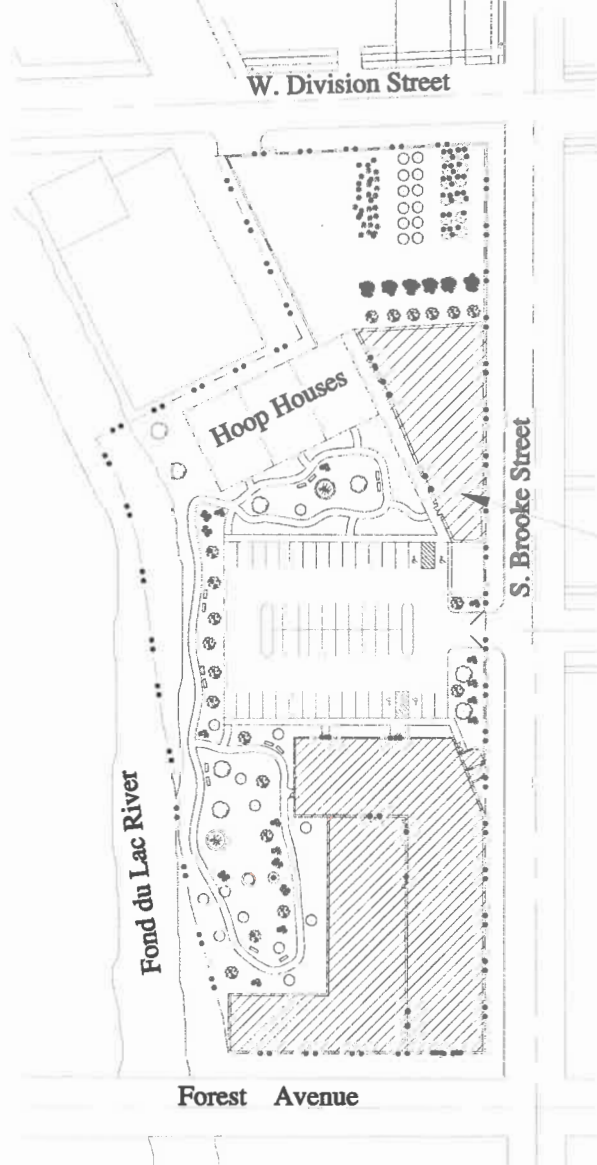 W. Division Street
Hoop Houses
S. Brooke Street
Fond du Lac River
Forest Avenue